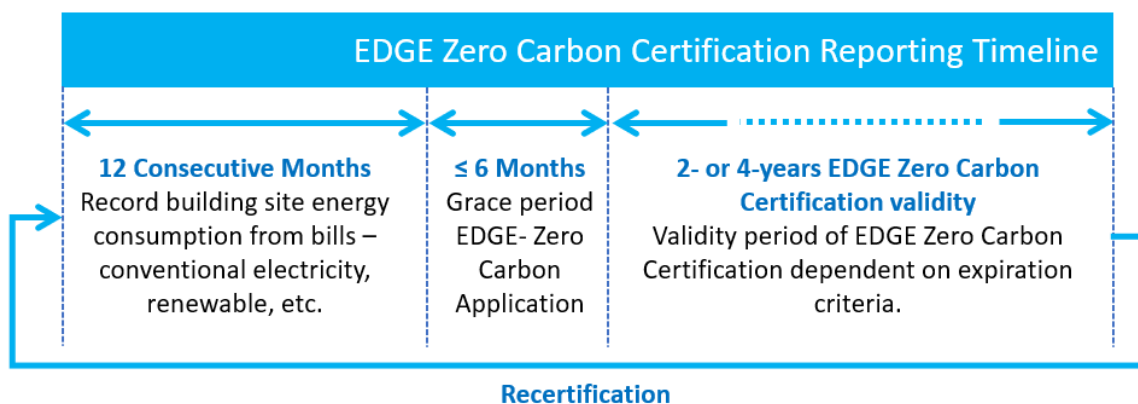 EDGE Zero Carbon Certification Reporting Timeline
12 Consecutive Months
Record building site energy
consumption from bills –
conventional electricity,
renewable, etc.
≤ 6 Months
Grace period
EDGE- Zero
Carbon
Application
2- or 4-years EDGE Zero Carbon
Certification validity
Validity period of EDGE Zero Carbon
Certification dependent on expiration
criteria.
Recertification